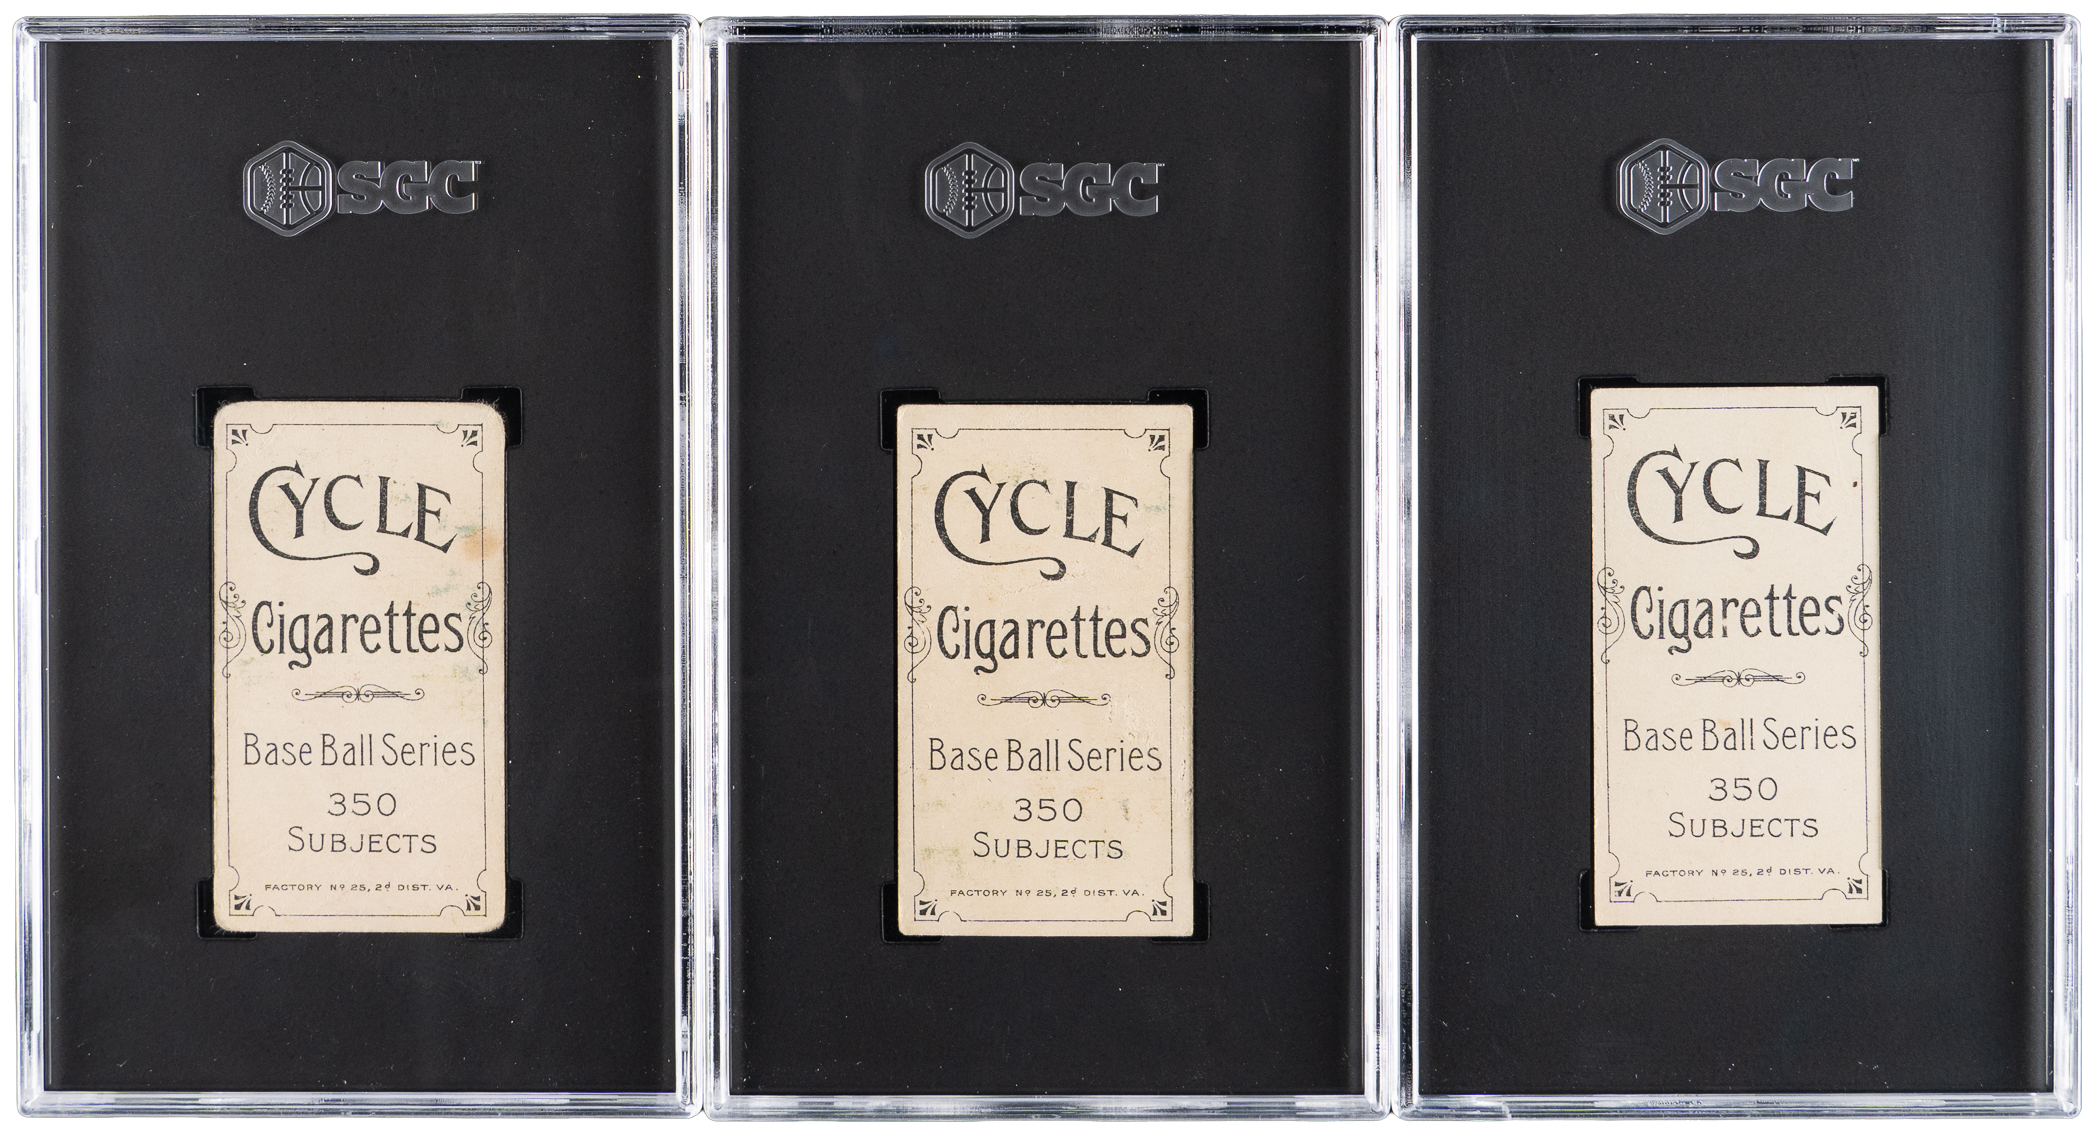 SGC
CYCLE
Cigarettes
Base Ball Series
350
SUBJECTS
FACTORY Nº 25, 2d DIST. VA.
SGC
CYCLE
Cigarettes
Base Ball Series
350
SUBJECTS
FACTORY Nº 25, 2d DIST. VA.
SGC
CYCLE
Cigarettes
Base Ball Series
350
SUBJECTS
FACTORY Nº 25, 2d DIST. VA.